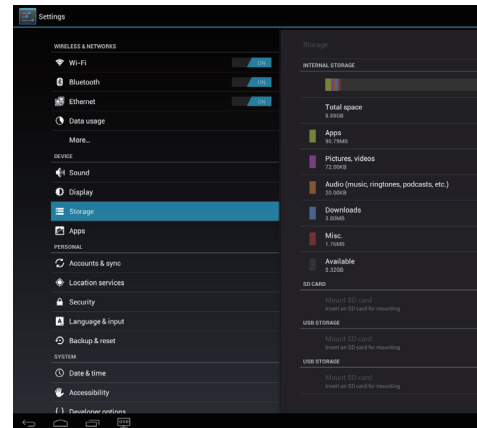 Settings
WIRELESS & NETWORKS
Wi-Fi ON
Bluetooth ON
Ethernet ON
Data usage
More...
DEVICE
Sound
Display
Storage
Apps
PERSONAL
Accounts & sync
Location services
Security
Language & input
Backup & reset
SYSTEM
Date & time
Accessibility
Developer options
Storage
INTERNAL STORAGE
Total space
5.55GB
Apps
90.79MB
Pictures, videos
72.00KB
Audio (music, ringtones, podcasts, etc.)
20.00KB
Downloads
3.80MB
Misc.
1.76MB
Available
5.32GB
SD CARD
Mount SD card
Insert an SD card for mounting
USB STORAGE
Mount SD card
Insert an SD card for mounting
USB STORAGE
Mount SD card
Insert an SD card for mounting